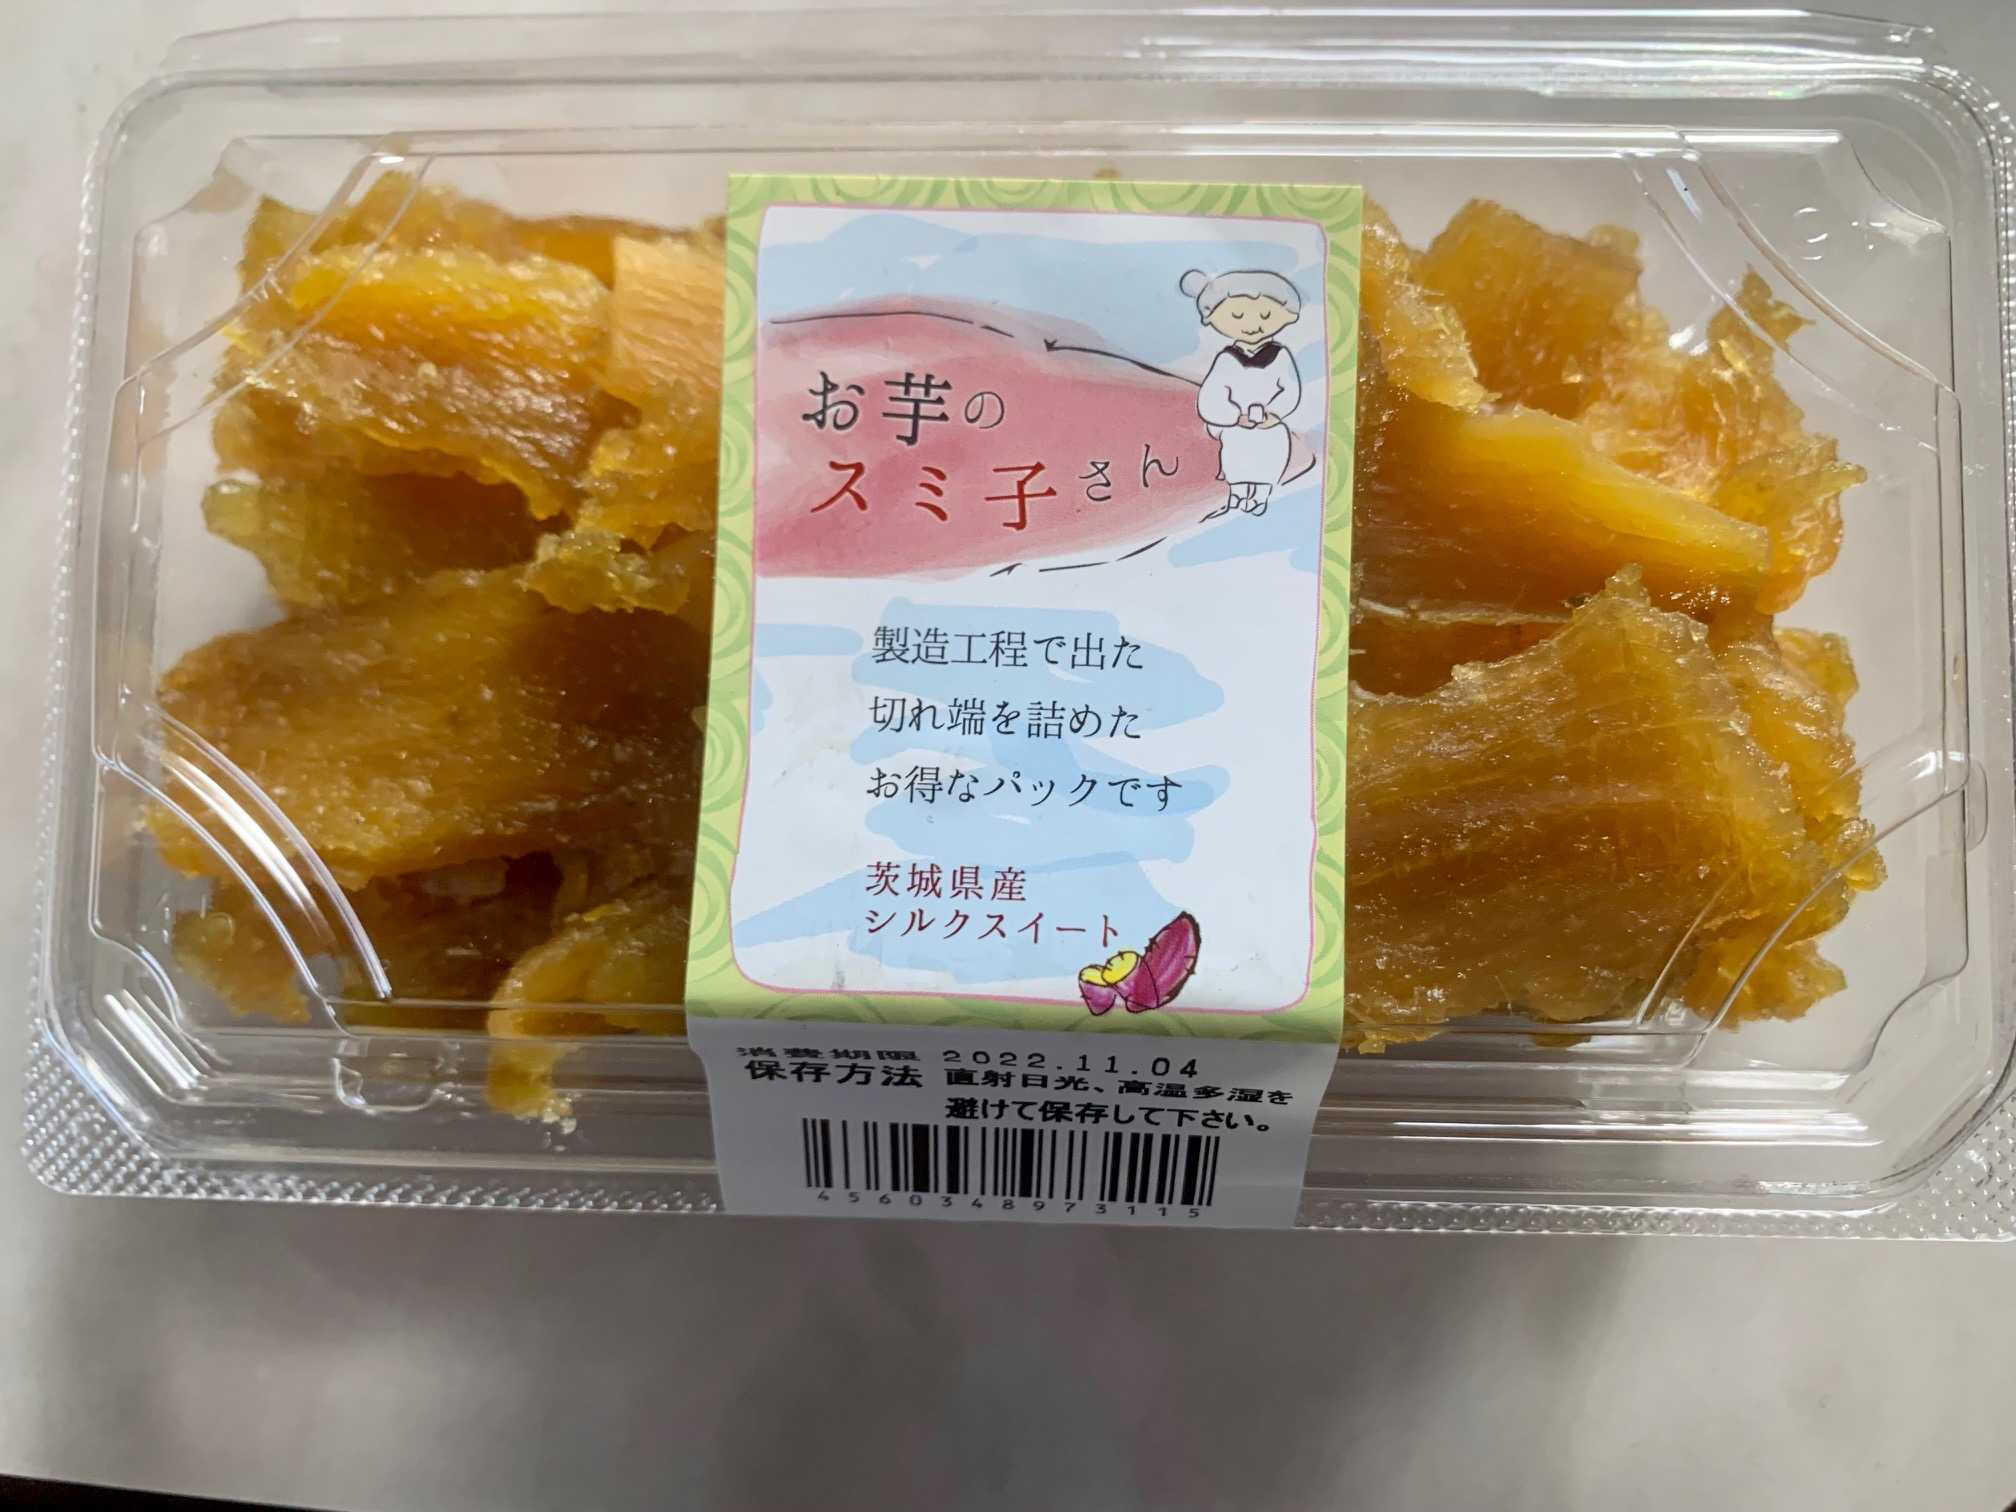 お芋の
スミ子さん
製造工程で出た
切れ端を詰めた
お得なパックです
茨城県産
シルクスイート
消費期限 2022.11.04
保存方法 直射日光、高温多湿を
避けて保存して下さい。
4560348973115